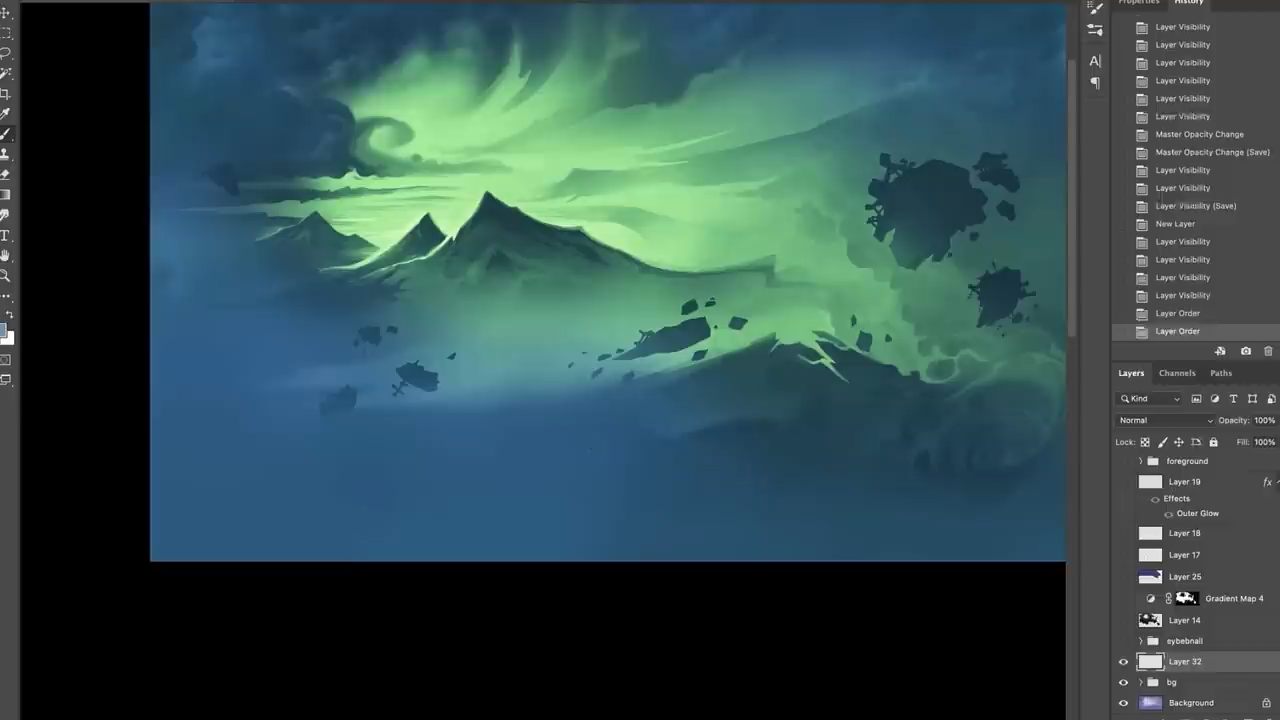 Properties History
Layer Visibility
Layer Visibility
Layer Visibility
Layer Visibility
Layer Visibility
Layer Visibility
Master Opacity Change
Master Opacity Change (Save)
Layer Visibility
Layer Visibility
Layer Visibility (Save)
New Layer
Layer Visibility
Layer Visibility
Layer Visibility
Layer Visibility
Layer Order
Layer Order
Layers Channels Paths
Kind
Normal Opacity: 100%
Lock: Fill: 100%
foreground
Layer 19 fx
Effects
Outer Glow
Layer 18
Layer 17
Layer 25
Gradient Map 4
Layer 14
eybebnall
Layer 32
bg
Background